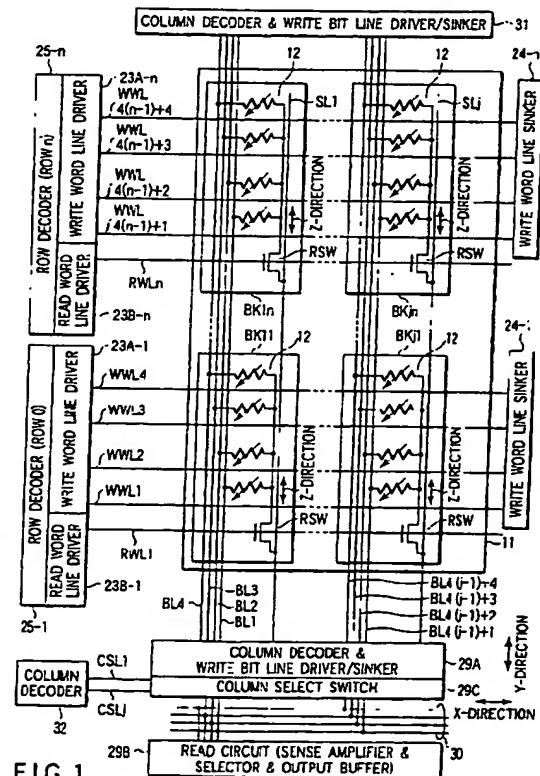 COLUMN DECODER & WRITE BIT LINE DRIVER/SINKER
31
25-n
23A-n
12
12
ROW DECODER (ROW n)
WRITE WORD LINE DRIVER
READ WORD LINE DRIVER
WWL 4(n-1)+4
WWL 4(n-1)+3
WWL 4(n-1)+2
WWL 4(n-1)+1
SL1
SLj
WRITE WORD LINE SINKER
Z-DIRECTION
Z-DIRECTION
RSW
RSW
RWLn
23B-n
BK1n
BKjn
23A-1
BK11
12
BKj1
12
ROW DECODER (ROW 0)
WRITE WORD LINE DRIVER
READ WORD LINE DRIVER
WWL4
WWL3
WWL2
WWL1
WRITE WORD LINE SINKER
Z-DIRECTION
Z-DIRECTION
RSW
RSW
RWL1
11
23B-1
25-1
BL4
BL3
BL2
BL1
BL4(j-1)+4
BL4(j-1)+3
BL4(j-1)+2
BL4(j-1)+1
COLUMN DECODER & WRITE BIT LINE DRIVER/SINKER
29A
Y-DIRECTION
COLUMN DECODER
CSL1
CSLj
COLUMN SELECT SWITCH
29C
32
X-DIRECTION
30
29B
READ CIRCUIT (SENSE AMPLIFIER & SELECTOR & OUTPUT BUFFER)
FIG. 1